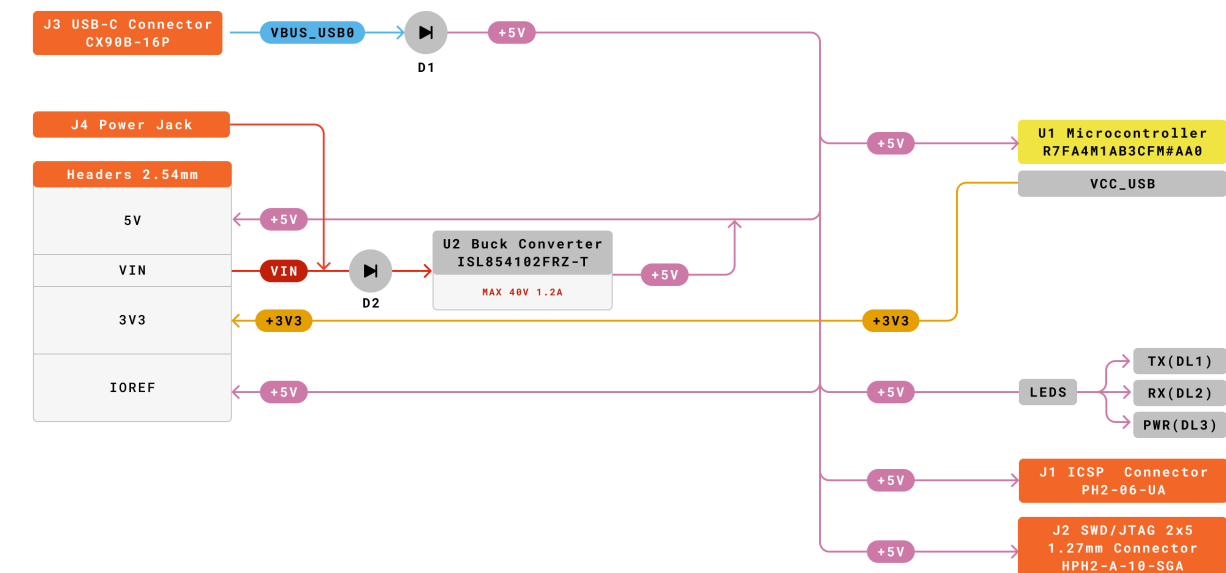 J3 USB-C Connector
CX90B-16P
VBUS_USB0
+5V
D1
J4 Power Jack
Headers 2.54mm
5V
+5V
VIN
VIN
D2
U2 Buck Converter
ISL854102FRZ-T
MAX 40V 1.2A
+5V
3V3
+3V3
+3V3
IOREF
+5V
+5V
U1 Microcontroller
R7FA4M1AB3CFM#AA0
VCC_USB
+5V
LEDS
TX(DL1)
RX(DL2)
PWR(DL3)
+5V
J1 ICSP Connector
PH2-06-UA
+5V
J2 SWD/JTAG 2x5
1.27mm Connector
HPH2-A-10-SGA